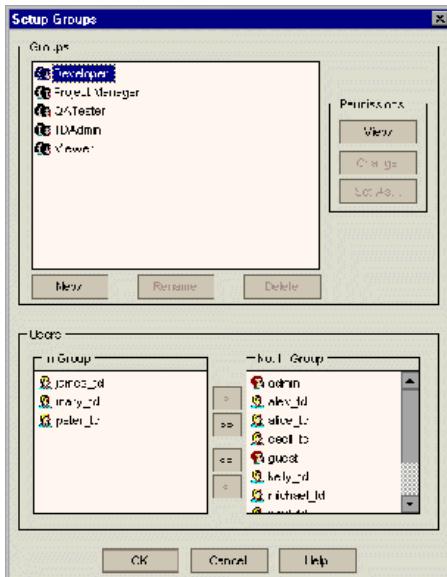 Setup Groups
Groups
Developer
Project Manager
QATester
TDAdmin
Viewer
Permissions
View
Change
Set As...
New
Rename
Delete
Users
In Group
james_td
mary_td
peter_td
>
>>
<<
<
Not In Group
admin
alex_td
alice_td
cecil_td
guest
kelly_td
michael_td
OK
Cancel
Help